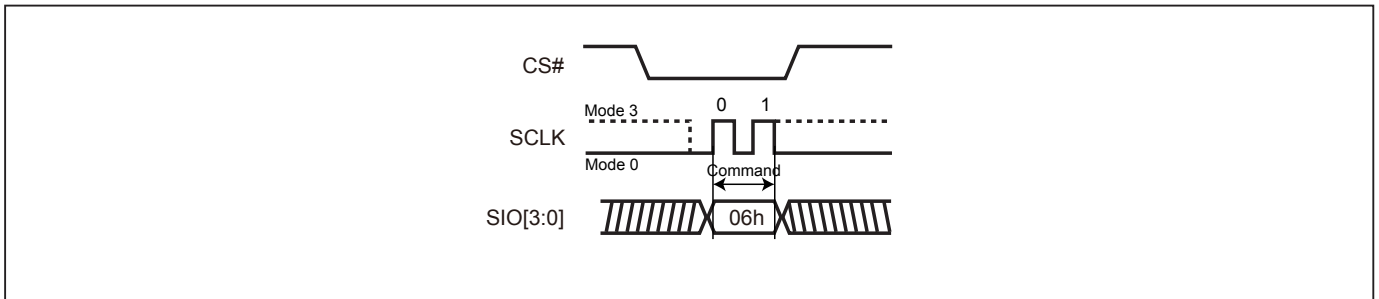 CS#
Mode 3
0 1
SCLK
Mode 0
Command
SIO[3:0]
06h